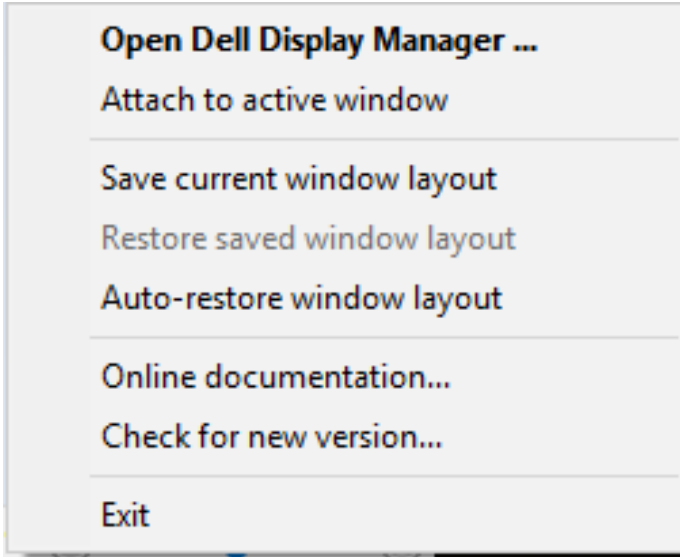 Open Dell Display Manager ...
Attach to active window
Save current window layout
Restore saved window layout
Auto-restore window layout
Online documentation...
Check for new version...
Exit